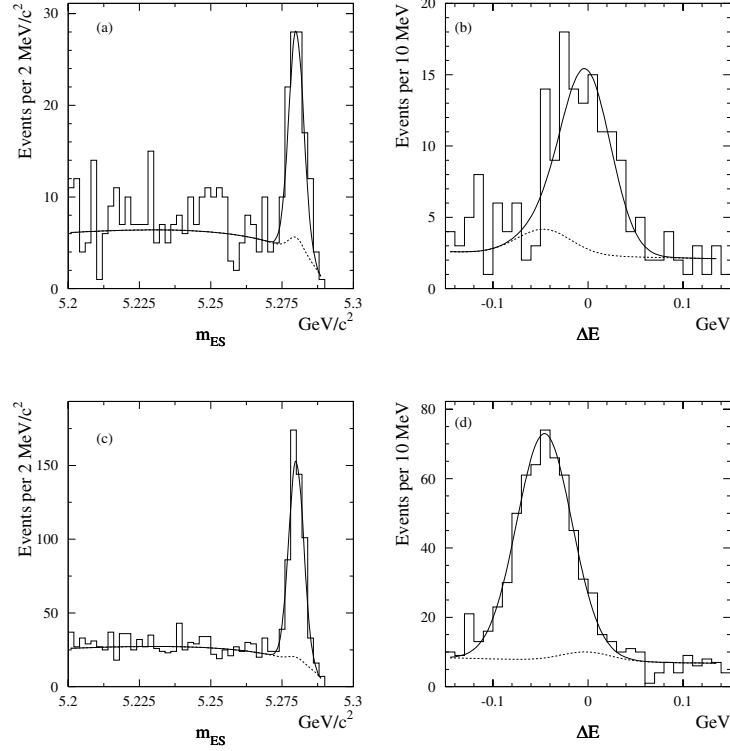 (a)
Events per 2 MeV/c²
30
20
10
0
5.2
5.225
5.25
5.275
5.3
GeV/c²
m_ES
(b)
Events per 10 MeV
20
15
10
5
0
-0.1
0
0.1
GeV
ΔE
(c)
Events per 2 MeV/c²
150
100
50
0
5.2
5.225
5.25
5.275
5.3
GeV/c²
m_ES
(d)
Events per 10 MeV
80
60
40
20
0
-0.1
0
0.1
GeV
ΔE